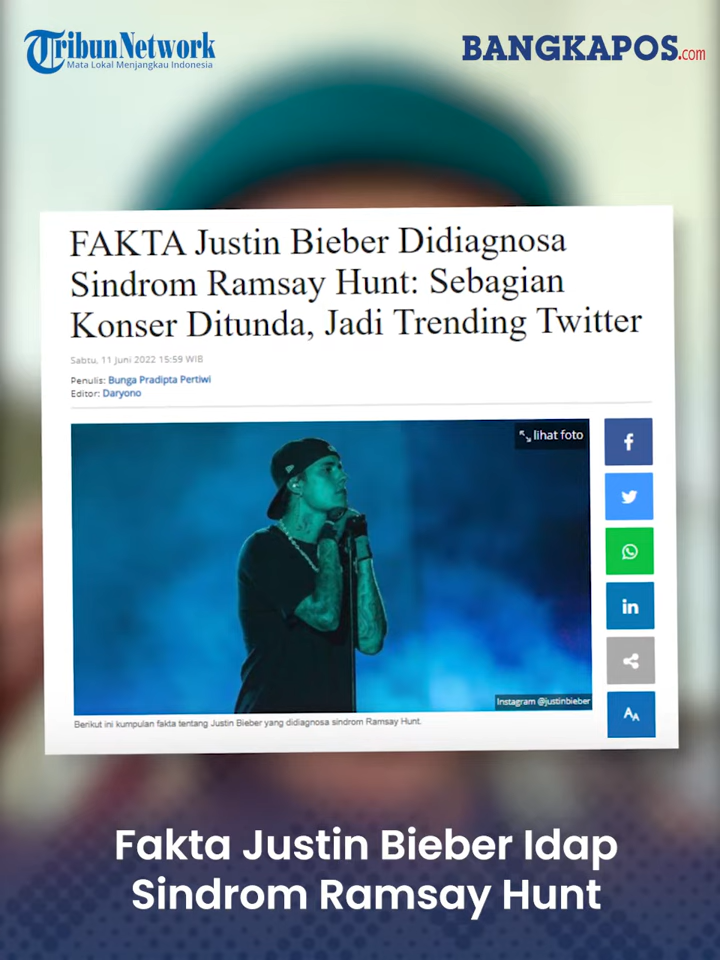 TribunNetwork
Mata Lokal Menjangkau Indonesia
BANGKAPOS.com
FAKTA Justin Bieber Didiagnosa
Sindrom Ramsay Hunt: Sebagian
Konser Ditunda, Jadi Trending Twitter
Sabtu, 11 Juni 2022 15:59 WIB
Penulis: Bunga Pradipta Pertiwi
Editor: Daryono
lihat foto
Instagram @justinbieber
Berikut ini kumpulan fakta tentang Justin Bieber yang didiagnosa sindrom Ramsay Hunt.
Fakta Justin Bieber Idap
Sindrom Ramsay Hunt